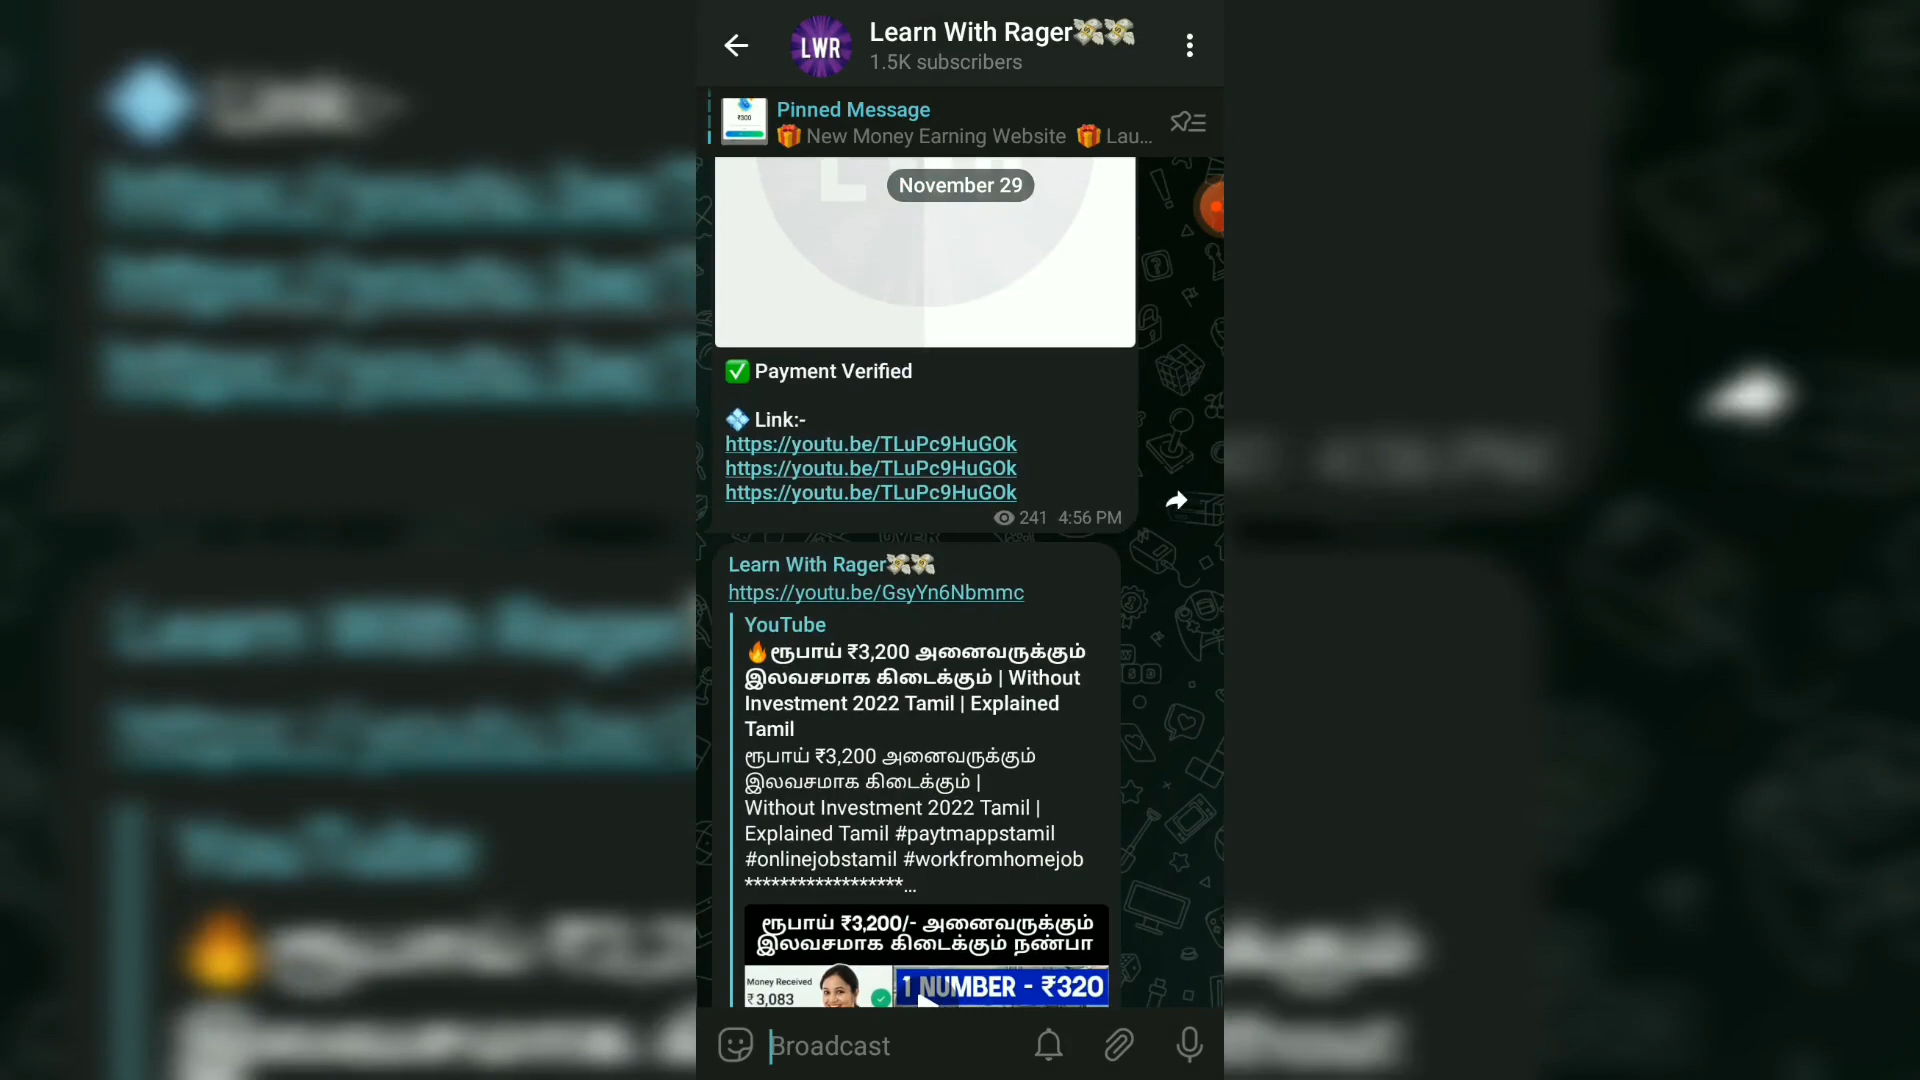 LWR
Learn With Rager💸💸
1.5K subscribers
Pinned Message
🎁 New Money Earning Website 🎁 Lau...
₹300
November 29
✅ Payment Verified
💠 Link:-
https://youtu.be/TLuPc9HuGOk
https://youtu.be/TLuPc9HuGOk
https://youtu.be/TLuPc9HuGOk
241 4:56 PM
Learn With Rager💸💸
https://youtu.be/GsyYn6Nbmmc
YouTube
🔥ரூபாய் ₹3,200 அனைவருக்கும்
இலவசமாக கிடைக்கும் | Without
Investment 2022 Tamil | Explained
Tamil
ரூபாய் ₹3,200 அனைவருக்கும்
இலவசமாக கிடைக்கும் |
Without Investment 2022 Tamil |
Explained Tamil #paytmappstamil
#onlinejobstamil #workfromhomejob
******************...
ரூபாய் ₹3,200/- அனைவருக்கும்
இலவசமாக கிடைக்கும் நண்பா
Money Received
₹3,083
1 NUMBER - ₹320
Broadcast